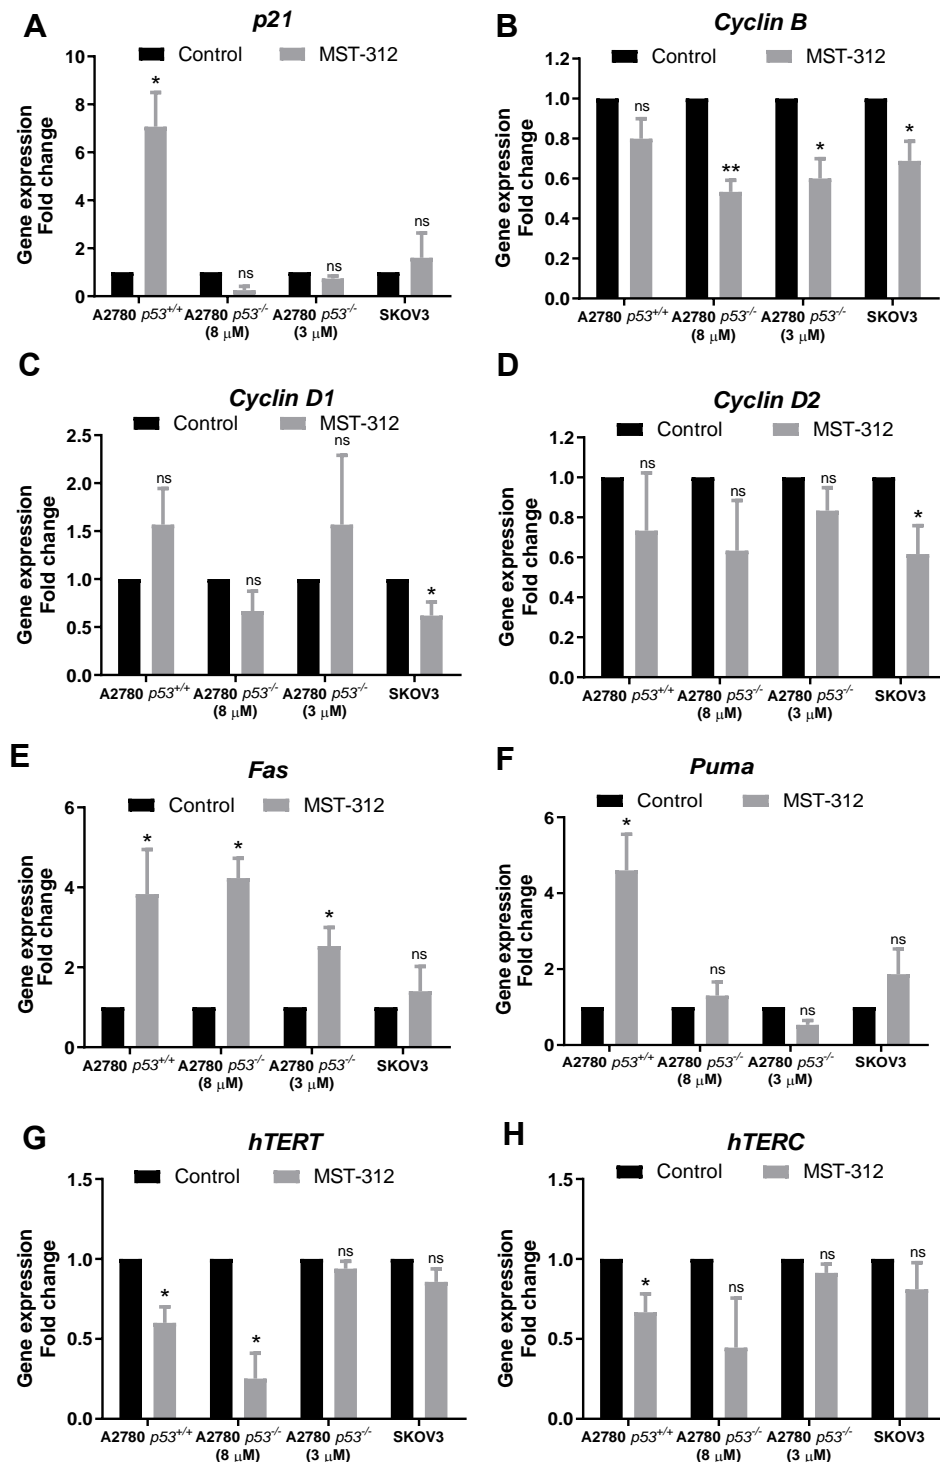 A
p21
Control MST-312
Gene expression
Fold change
10
8
6
4
2
0
*
ns
ns
ns
A2780 p53+/+
A2780 p53-/-
(8 µM)
A2780 p53-/-
(3 µM)
SKOV3
B
Cyclin B
Control MST-312
Gene expression
Fold change
1.2
1.0
0.8
0.6
0.4
0.2
0.0
ns
**
*
*
A2780 p53+/+
A2780 p53-/-
(8 µM)
A2780 p53-/-
(3 µM)
SKOV3
C
Cyclin D1
Control MST-312
Gene expression
Fold change
2.5
2.0
1.5
1.0
0.5
0.0
ns
ns
ns
*
A2780 p53+/+
A2780 p53-/-
(8 µM)
A2780 p53-/-
(3 µM)
SKOV3
D
Cyclin D2
Control MST-312
Gene expression
Fold change
1.2
1.0
0.8
0.6
0.4
0.2
0.0
ns
ns
ns
*
A2780 p53+/+
A2780 p53-/-
(8 µM)
A2780 p53-/-
(3 µM)
SKOV3
E
Fas
Control MST-312
Gene expression
Fold change
6
4
2
0
*
*
*
ns
A2780 p53+/+
A2780 p53-/-
(8 µM)
A2780 p53-/-
(3 µM)
SKOV3
F
Puma
Control MST-312
Gene expression
Fold change
6
4
2
0
*
ns
ns
ns
A2780 p53+/+
A2780 p53-/-
(8 µM)
A2780 p53-/-
(3 µM)
SKOV3
G
hTERT
Control MST-312
Gene expression
Fold change
1.5
1.0
0.5
0.0
*
*
ns
ns
A2780 p53+/+
A2780 p53-/-
(8 µM)
A2780 p53-/-
(3 µM)
SKOV3
H
hTERC
Control MST-312
Gene expression
Fold change
1.5
1.0
0.5
0.0
*
ns
ns
ns
A2780 p53+/+
A2780 p53-/-
(8 µM)
A2780 p53-/-
(3 µM)
SKOV3